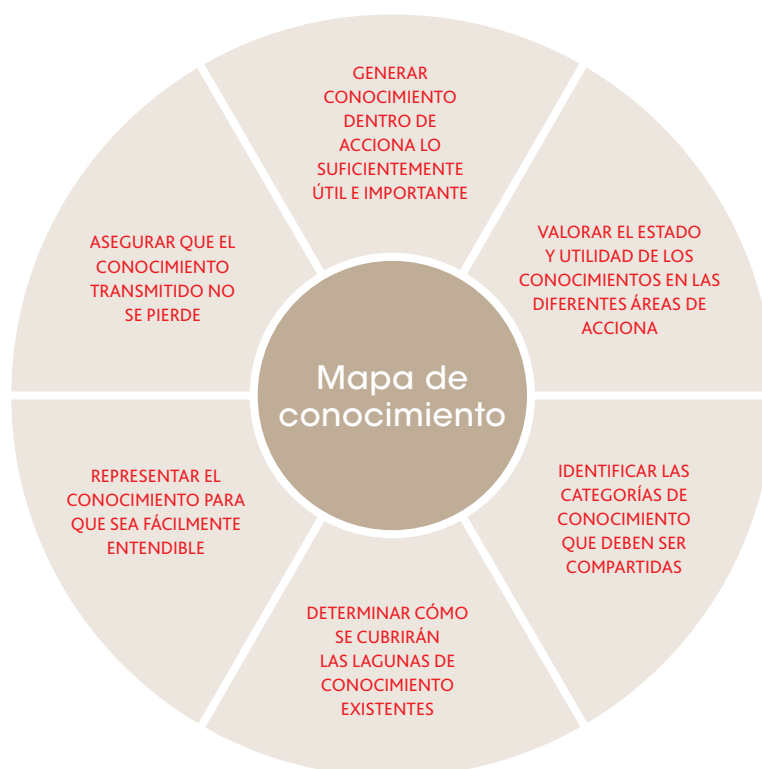 GENERAR
CONOCIMIENTO
DENTRO DE
ACCIONA LO
SUFICIENTEMENTE
ÚTIL E IMPORTANTE
VALORAR EL ESTADO
Y UTILIDAD DE LOS
CONOCIMIENTOS EN LAS
DIFERENTES ÁREAS DE
ACCIONA
IDENTIFICAR LAS
CATEGORÍAS DE
CONOCIMIENTO
QUE DEBEN SER
COMPARTIDAS
DETERMINAR CÓMO
SE CUBRIRÁN
LAS LAGUNAS DE
CONOCIMIENTO
EXISTENTES
REPRESENTAR EL
CONOCIMIENTO PARA
QUE SEA FÁCILMENTE
ENTENDIBLE
ASEGURAR QUE EL
CONOCIMIENTO
TRANSMITIDO NO
SE PIERDE
Mapa de
conocimiento